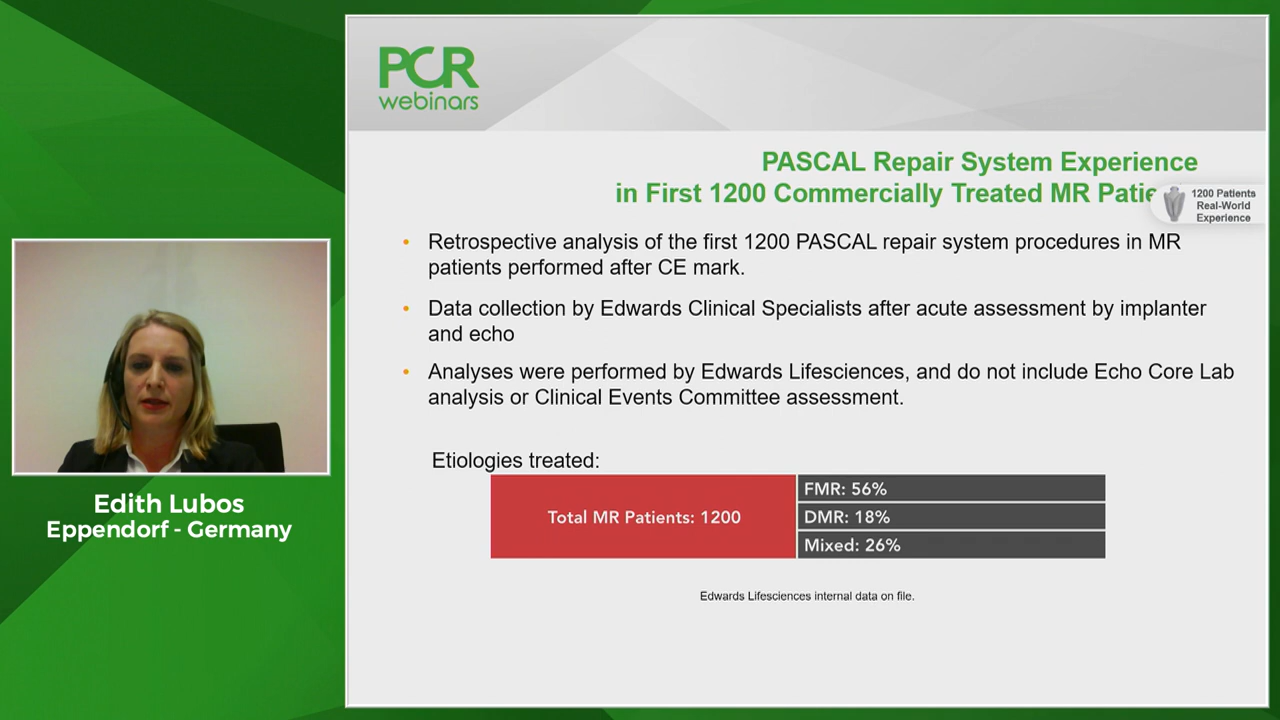 PCR
webinars
PASCAL Repair System Experience
in First 1200 Commercially Treated MR
1200 Patients
Real-World
Experience
• Retrospective analysis of the first 1200 PASCAL repair system procedures in MR
patients performed after CE mark.
• Data collection by Edwards Clinical Specialists after acute assessment by implanter
and echo
• Analyses were performed by Edwards Lifesciences, and do not include Echo Core Lab
analysis or Clinical Events Committee assessment.
Etiologies treated:
Total MR Patients: 1200
FMR: 56%
DMR: 18%
Mixed: 26%
Edwards Lifesciences internal data on file.
Edith Lubos
Eppendorf - Germany